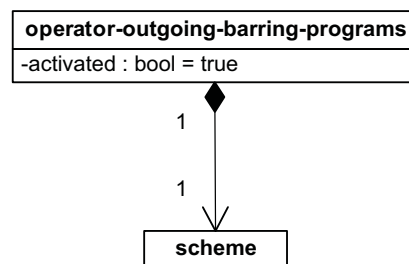 operator-outgoing-barring-programs
-activated : bool = true
1
1
scheme